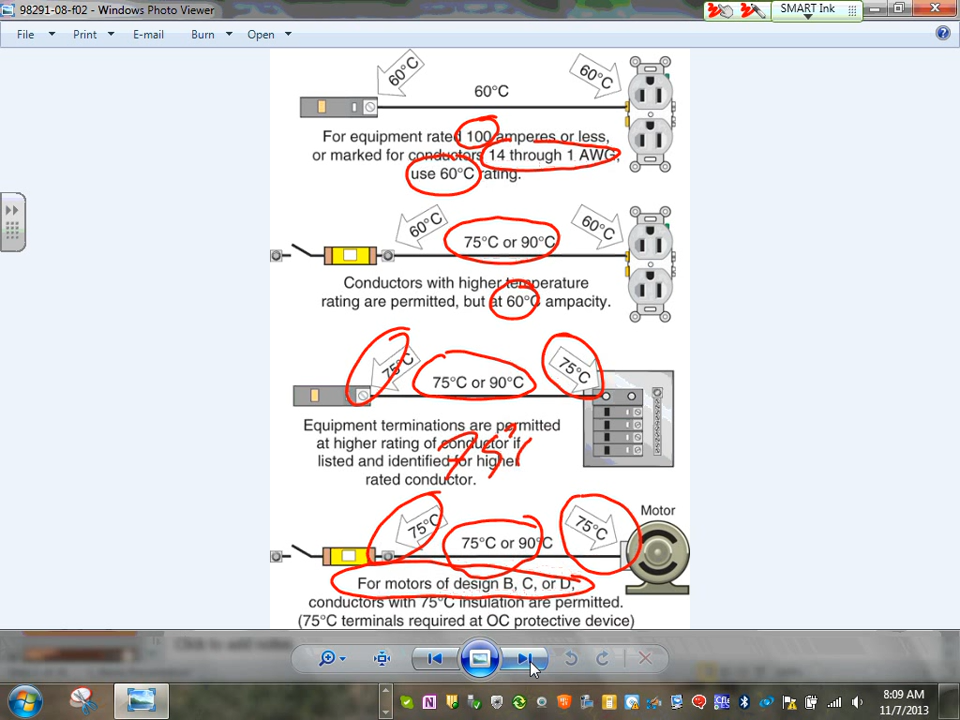 98291-08-f02 - Windows Photo Viewer
SMART Ink
File Print E-mail Burn Open
60°C 60°C
60°C
For equipment rated 100 amperes or less,
or marked for conductors 14 through 1 AWG,
use 60°C rating.
60°C 60°C
75°C or 90°C
Conductors with higher temperature
rating are permitted, but at 60°C ampacity.
75°C 75°C
75°C or 90°C
Equipment terminations are permitted
at higher rating of conductor if
listed and identified for higher
rated conductor.
75°C
Motor
75°C 75°C
75°C or 90°C
For motors of design B, C, or D,
conductors with 75°C insulation are permitted.
(75°C terminals required at OC protective device)
Click to add notes
8:09 AM
11/7/2013